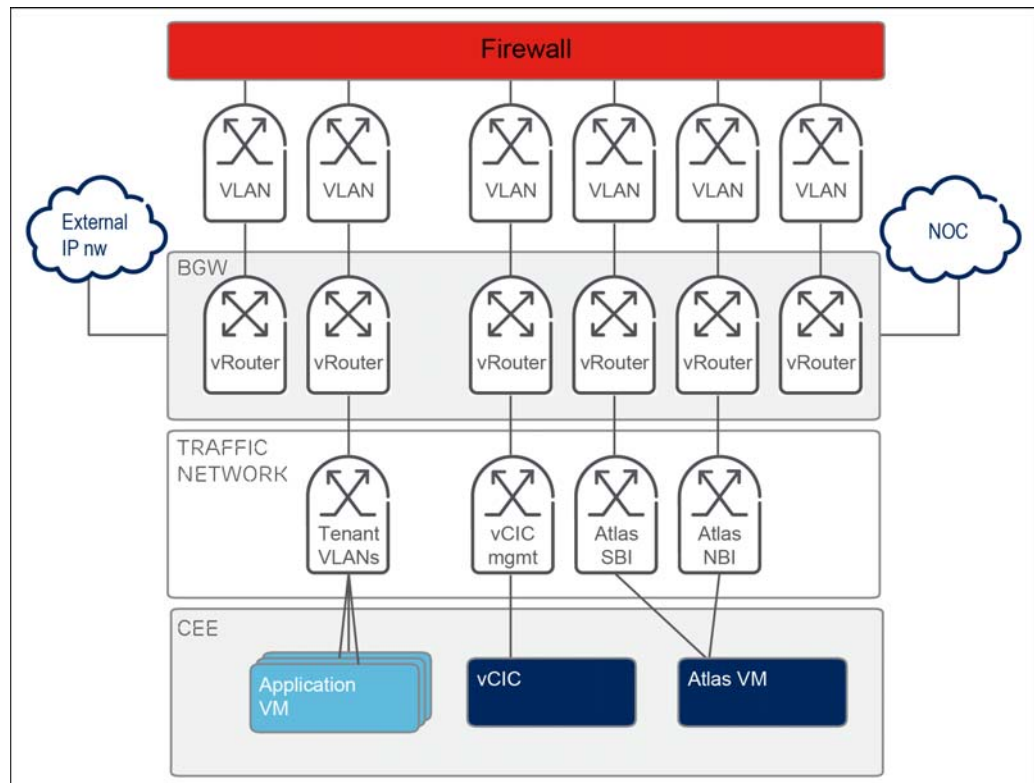 Firewall
VLAN
VLAN
VLAN
VLAN
VLAN
VLAN
External
IP nw
NOC
BGW
vRouter
vRouter
vRouter
vRouter
vRouter
vRouter
TRAFFIC
NETWORK
Tenant
VLANs
vCIC
mgmt
Atlas
SBI
Atlas
NBI
CEE
Application
VM
vCIC
Atlas VM